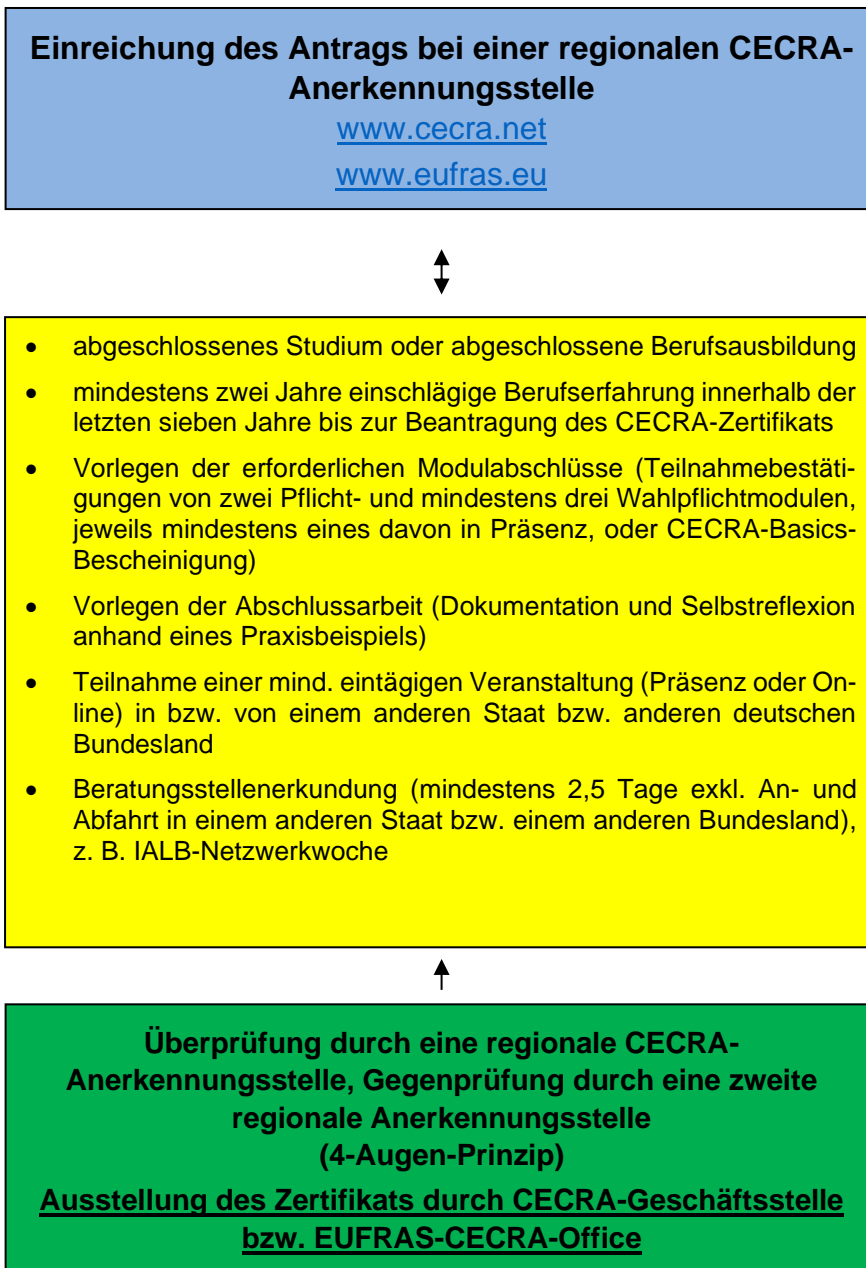 Einreichung des Antrags bei einer regionalen CECRA-
Anerkennungsstelle
www.cecra.net
www.eufras.eu
• abgeschlossenes Studium oder abgeschlossene Berufsausbildung
• mindestens zwei Jahre einschlägige Berufserfahrung innerhalb der
letzten sieben Jahre bis zur Beantragung des CECRA-Zertifikats
• Vorlegen der erforderlichen Modulabschlüsse (Teilnahmebestäti-
gungen von zwei Pflicht- und mindestens drei Wahlpflichtmodulen,
jeweils mindestens eines davon in Präsenz, oder CECRA-Basics-
Bescheinigung)
• Vorlegen der Abschlussarbeit (Dokumentation und Selbstreflexion
anhand eines Praxisbeispiels)
• Teilnahme einer mind. eintägigen Veranstaltung (Präsenz oder On-
line) in bzw. von einem anderen Staat bzw. anderen deutschen
Bundesland
• Beratungsstellenerkundung (mindestens 2,5 Tage exkl. An- und
Abfahrt in einem anderen Staat bzw. einem anderen Bundesland),
z. B. IALB-Netzwerkwoche
Überprüfung durch eine regionale CECRA-
Anerkennungsstelle, Gegenprüfung durch eine zweite
regionale Anerkennungsstelle
(4-Augen-Prinzip)
Ausstellung des Zertifikats durch CECRA-Geschäftsstelle
bzw. EUFRAS-CECRA-Office